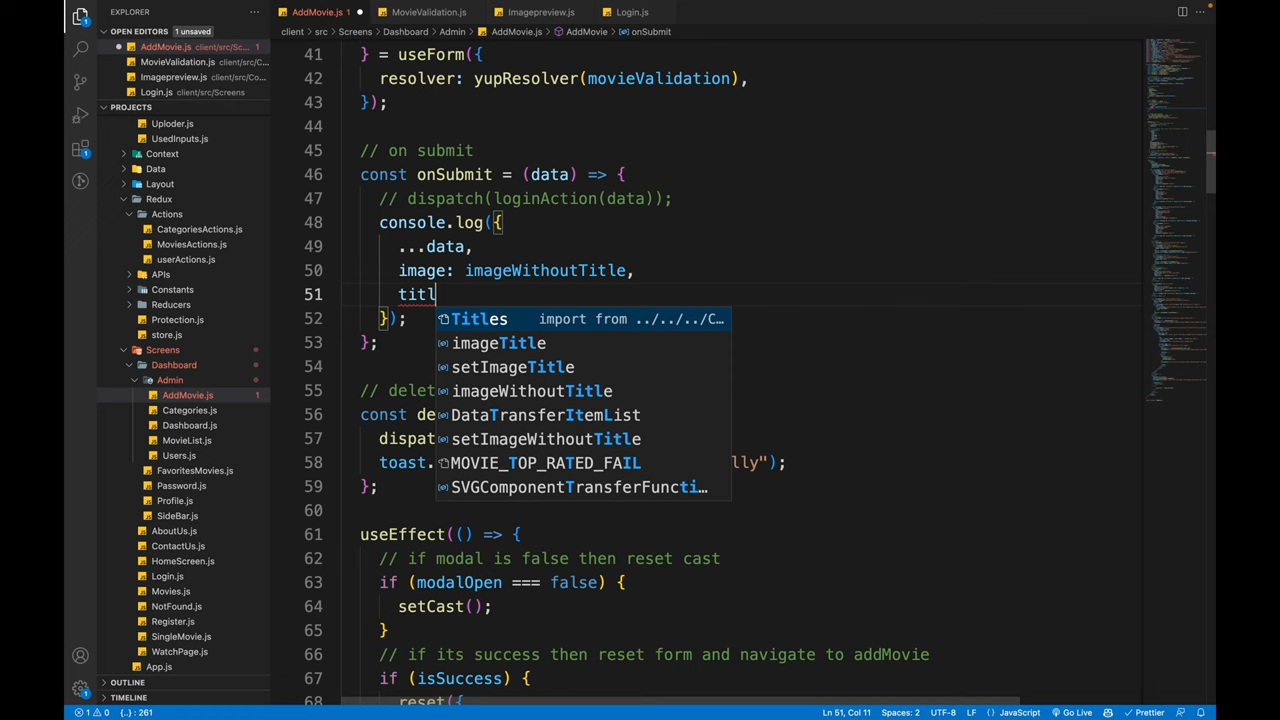 EXPLORER
AddMovie.js 1
MovieValidation.js
Imagepreview.js
Login.js
OPEN EDITORS 1 unsaved
AddMovie.js client/src/Sc... 1
MovieValidation.js client/src/C...
Imagepreview.js client/src/Co...
Login.js client/src/Screens
PROJECTS
Uploder.js
UsedInputs.js
Context
Data
Layout
Redux
Actions
CategoriesActions.js
MoviesActions.js
userActions.js
APIs
Constants
Reducers
Protection.js
store.js
Screens
Dashboard
Admin
AddMovie.js 1
Categories.js
Dashboard.js
MovieList.js
Users.js
FavoritesMovies.js
Password.js
Profile.js
SideBar.js
AboutUs.js
ContactUs.js
HomeScreen.js
Login.js
Movies.js
NotFound.js
Register.js
SingleMovie.js
WatchPage.js
App.js
OUTLINE
TIMELINE
client > src > Screens > Dashboard > Admin > AddMovie.js > AddMovie > onSubmit
41 } = useForm({
42 resolver: yupResolver(movieValidation),
43 });
44
45 // on submit
46 const onSubmit = (data) => {
47 // dispatch(loginAction(data));
48 console.log({
49 ...data
50 image: imageWithoutTitle,
51 titl
52 });
53 };
54
55 // delet
56 const de
57 dispat
58 toast. lly");
59 };
60
61 useEffect(() => {
62 // if modal is false then reset cast
63 if (modalOpen === false) {
64 setCast();
65 }
66 // if its success then reset form and navigate to addMovie
67 if (isSuccess) {
68 reset({
Titles import from ../../../C...
imageTitle
setImageTitle
imageWithoutTitle
DataTransferItemList
setImageWithoutTitle
MOVIE_TOP_RATED_FAIL
SVGComponentTransferFuncti...
1 0 {..} : 261
Ln 51, Col 11 Spaces: 2 UTF-8 LF {} JavaScript Go Live Prettier